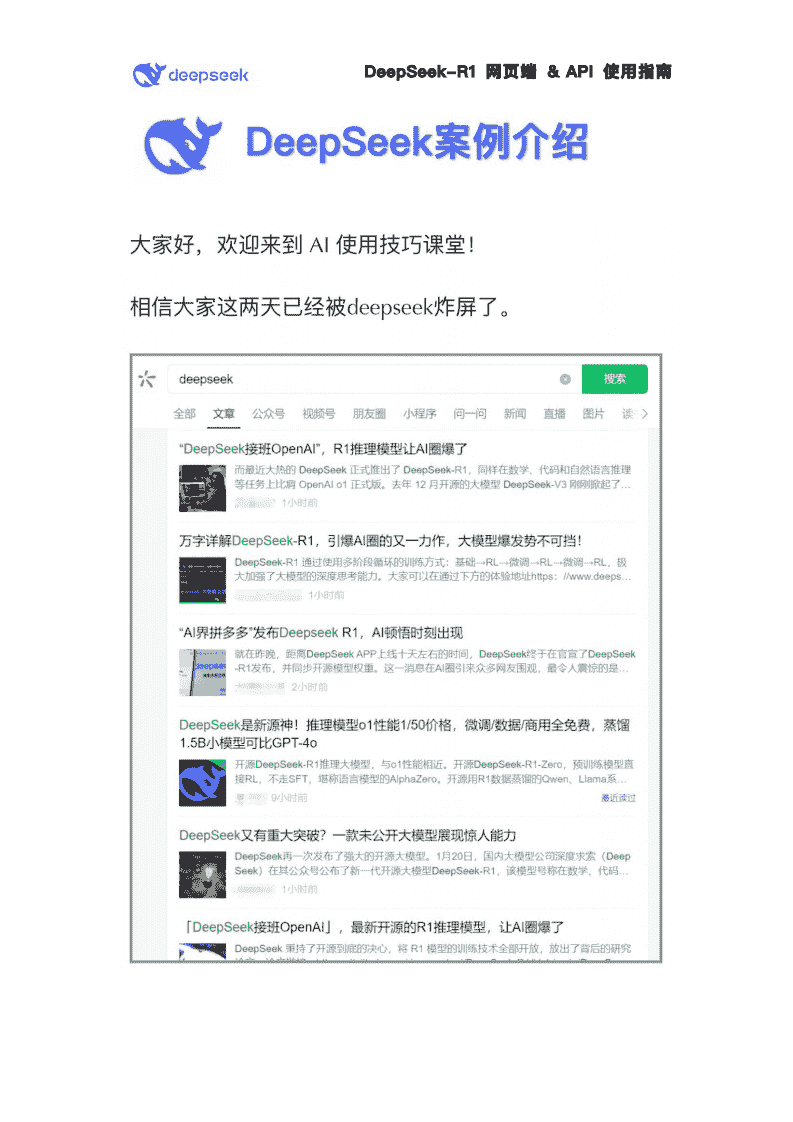 deepseek
DeepSeek-R1 网页端 & API 使用指南
DeepSeek案例介绍
大家好，欢迎来到 AI 使用技巧课堂！
相信大家这两天已经被deepseek炸屏了。
deepseek
搜索
全部 文章 公众号 视频号 朋友圈 小程序 问一问 新闻 直播 图片 读
“DeepSeek接班OpenAI”，R1推理模型让AI圈爆了
而最近大热的 DeepSeek 正式推出了 DeepSeek-R1，同样在数学、代码和自然语言推理
等任务上比肩 OpenAI o1 正式版。去年 12 月开源的大模型 DeepSeek-V3 刚刚掀起了...
1小时前
万字详解DeepSeek-R1，引爆AI圈的又一力作，大模型爆发势不可挡！
DeepSeek-R1 通过使用多阶段循环的训练方式：基础→RL→微调→RL→微调→RL，极
大加强了大模型的深度思考能力。大家可以在通过下方的体验地址https：//www.deeps...
1小时前
“AI界拼多多”发布Deepseek R1，AI顿悟时刻出现
就在昨晚，距离DeepSeek APP上线十天左右的时间，DeepSeek终于在官宣了DeepSeek
-R1发布，并同步开源模型权重。这一消息在AI圈引来众多网友围观，最令人震惊的是...
2小时前
DeepSeek是新源神！推理模型o1性能1/50价格，微调/数据/商用全免费，蒸馏
1.5B小模型可比GPT-4o
开源DeepSeek-R1推理大模型，与o1性能相近。开源DeepSeek-R1-Zero，预训练模型直
接RL，不走SFT，堪称语言模型的AlphaZero。开源用R1数据蒸馏的Qwen、Llama系...
9小时前
最近读过
DeepSeek又有重大突破？一款未公开大模型展现惊人能力
DeepSeek再一次发布了强大的开源大模型。1月20日，国内大模型公司深度求索（Deep
Seek）在其公众号公布了新一代开源大模型DeepSeek-R1，该模型号称在数学、代码...
1小时前
「DeepSeek接班OpenAI」，最新开源的R1推理模型，让AI圈爆了
DeepSeek 秉持了开源到底的决心，将 R1 模型的训练技术全部开放，放出了背后的研究